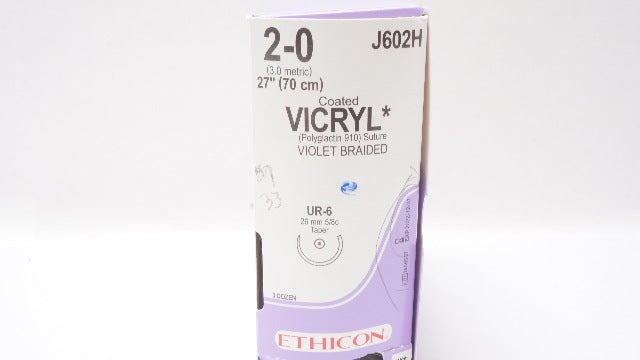 2-0
J602H
(3.0 metric)
27" (70 cm)
Coated
VICRYL*
(Polyglactin 910) Suture
VIOLET BRAIDED
UR-6
26 mm 5/8c
Taper
3 DOZEN
ETHICON